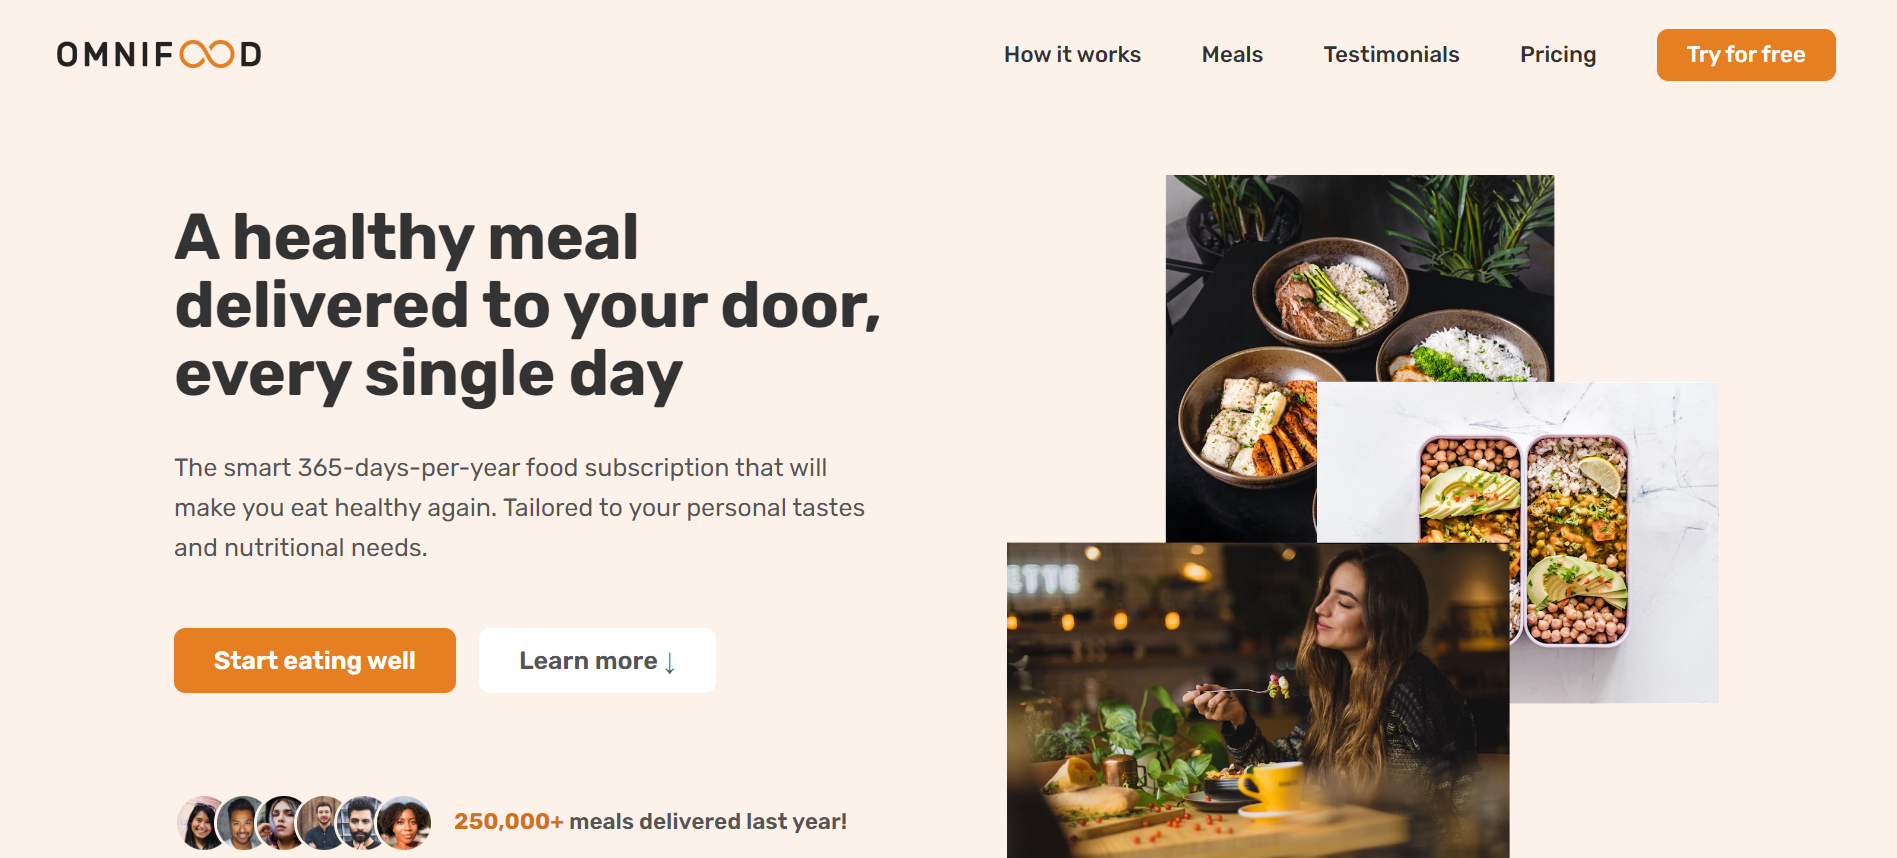 OMNIFOOD
How it works
Meals
Testimonials
Pricing
Try for free
A healthy meal
delivered to your door,
every single day
The smart 365-days-per-year food subscription that will
make you eat healthy again. Tailored to your personal tastes
and nutritional needs.
Start eating well
Learn more ↓
250,000+ meals delivered last year!
ETTE